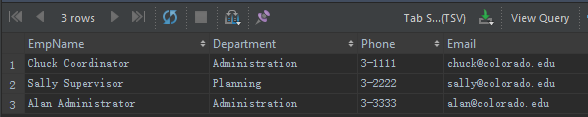 3 rows Tab S...(TSV) View Query
EmpName Department Phone Email
1 Chuck Coordinator Administration 3-1111 chuck@colorado.edu
2 Sally Supervisor Planning 3-2222 sally@colorado.edu
3 Alan Administrator Administration 3-3333 alan@colorado.edu